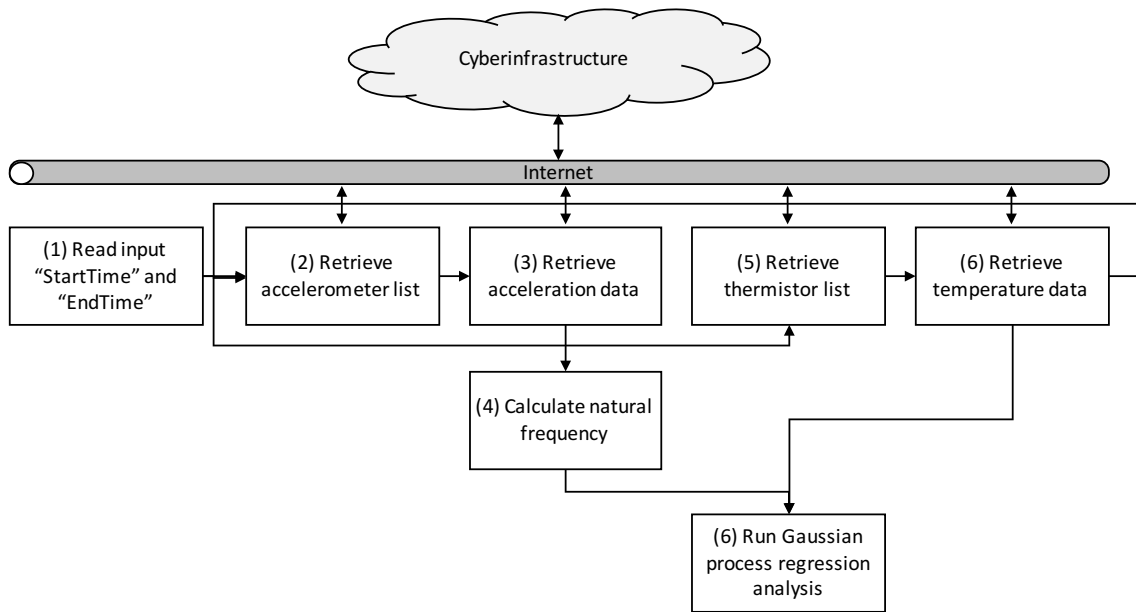 Cyberinfrastructure
Internet
(1) Read input
“StartTime” and
“EndTime”
(2) Retrieve
accelerometer list
(3) Retrieve
acceleration data
(5) Retrieve
thermistor list
(6) Retrieve
temperature data
(4) Calculate natural
frequency
(6) Run Gaussian
process regression
analysis